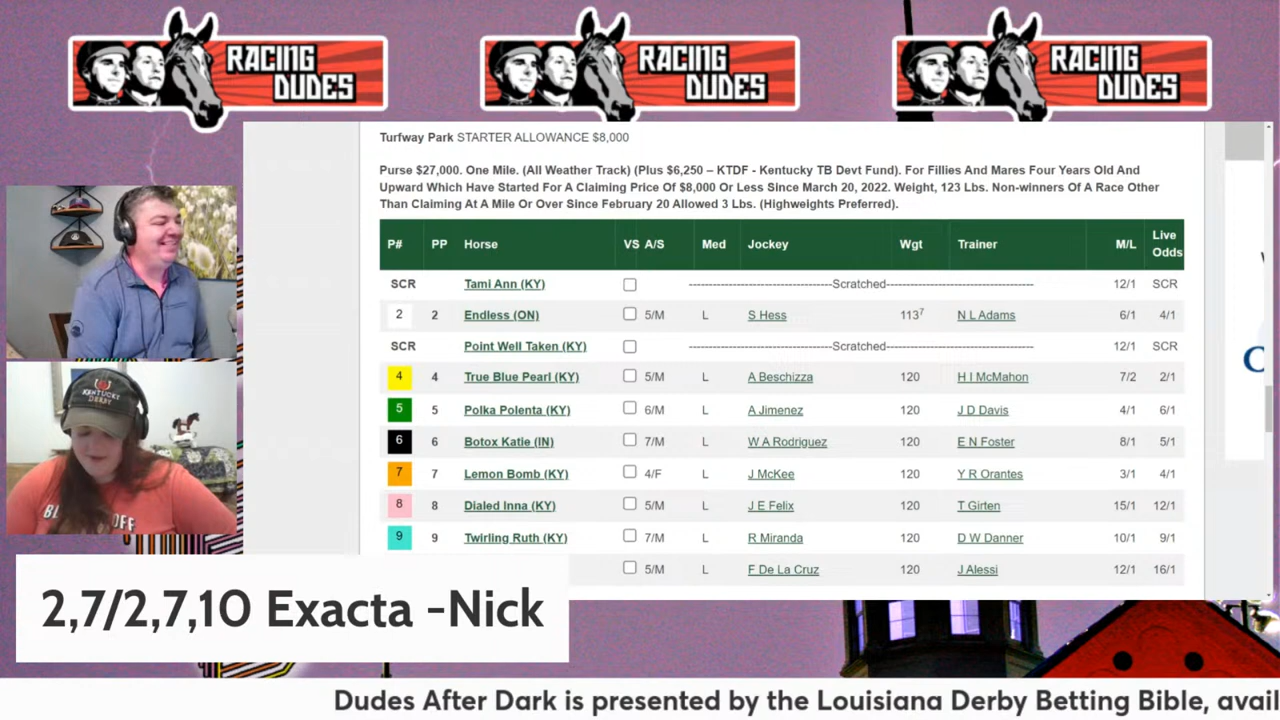 RACING
DUDES
RACING
DUDES
RACING
DUDES
Turfway Park STARTER ALLOWANCE $8,000
Purse $27,000. One Mile. (All Weather Track) (Plus $6,250 – KTDF - Kentucky TB Devt Fund). For Fillies And Mares Four Years Old And
Upward Which Have Started For A Claiming Price Of $8,000 Or Less Since March 20, 2022. Weight, 123 Lbs. Non-winners Of A Race Other
Than Claiming At A Mile Or Over Since February 20 Allowed 3 Lbs. (Highweights Preferred).
P# PP Horse VS A/S Med Jockey Wgt Trainer M/L Live Odds
SCR Tami Ann (KY) Scratched 12/1 SCR
2 2 Endless (ON) 5/M L S Hess 113⁷ N L Adams 6/1 4/1
SCR Point Well Taken (KY) Scratched 12/1 SCR
4 4 True Blue Pearl (KY) 5/M L A Beschizza 120 H I McMahon 7/2 2/1
5 5 Polka Polenta (KY) 6/M L A Jimenez 120 J D Davis 4/1 6/1
6 6 Botox Katie (IN) 7/M L W A Rodriguez 120 E N Foster 8/1 5/1
7 7 Lemon Bomb (KY) 4/F L J McKee 120 Y R Orantes 3/1 4/1
8 8 Dialed Inna (KY) 5/M L J E Felix 120 T Girten 15/1 12/1
9 9 Twirling Ruth (KY) 7/M L R Miranda 120 D W Danner 10/1 9/1
5/M L F De La Cruz 120 J Alessi 12/1 16/1
KENTUCKY
DERBY
2,7/2,7,10 Exacta -Nick
Dudes After Dark is presented by the Louisiana Derby Betting Bible, avail